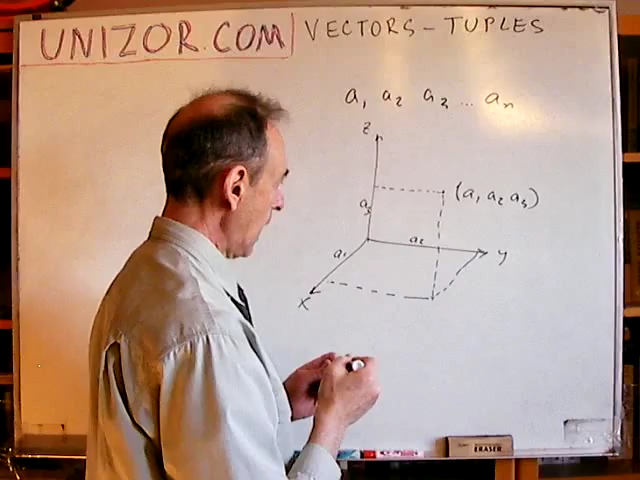 UNIZOR.COM VECTORS - TUPLES
a₁ a₂ a₃ ... aₙ
z
(a₁ a₂ a₃)
a₃
a₁ a₂ y
x
ERASER